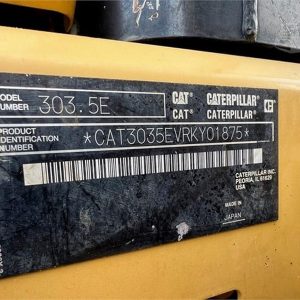 MODEL NUMBER 303.5E CAT CATERPILLAR
CAT CATERPILLAR
PRODUCT IDENTIFICATION NUMBER *CAT3035EVRKY01875*
CATERPILLAR INC.
PEORIA, IL 61629
USA
MADE IN
JAPAN